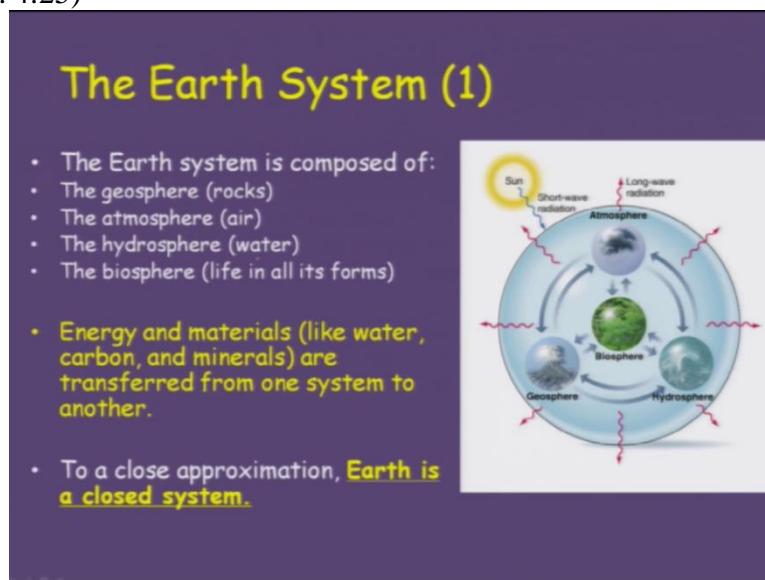 The Earth System (1)
• The Earth system is composed of:
• The geosphere (rocks)
• The atmosphere (air)
• The hydrosphere (water)
• The biosphere (life in all its forms)
• Energy and materials (like water,
carbon, and minerals) are
transferred from one system to
another.
• To a close approximation, Earth is
a closed system.
Sun
Long-wave
radiation
Short-wave
radiation
Atmosphere
Biosphere
Geosphere
Hydrosphere